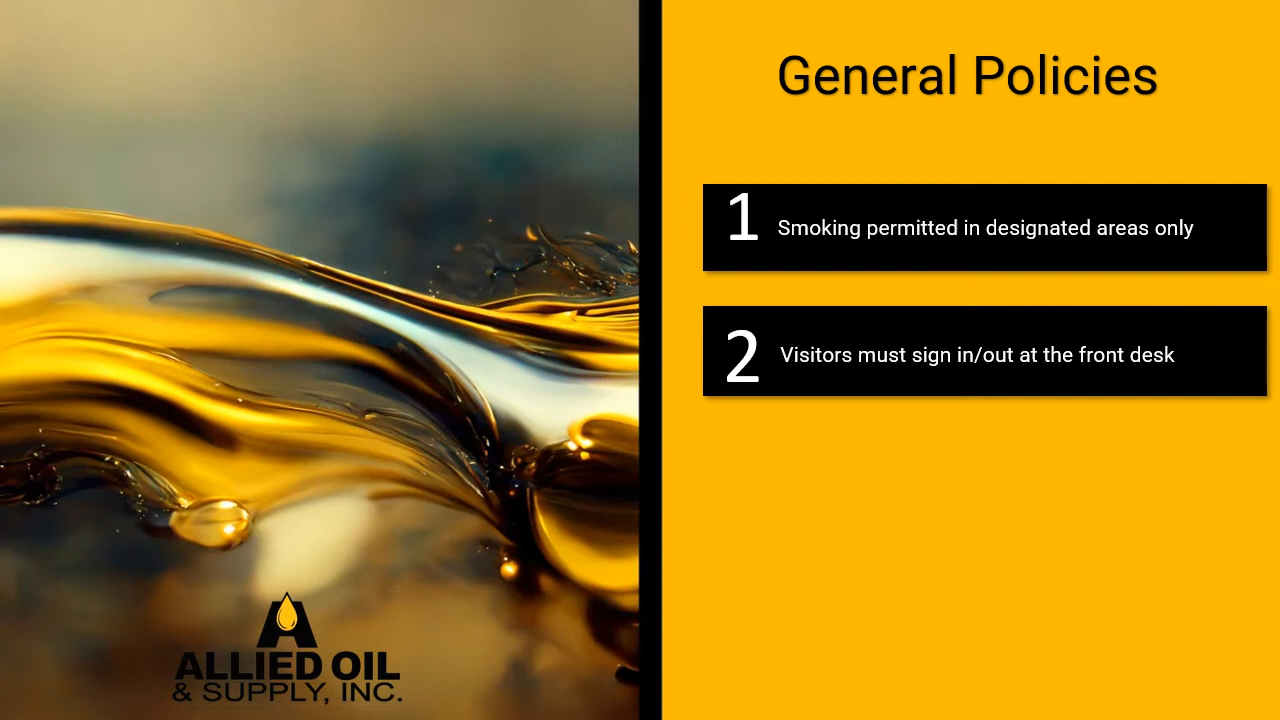 General Policies
1 Smoking permitted in designated areas only
2 Visitors must sign in/out at the front desk
ALLIED OIL
& SUPPLY, INC.